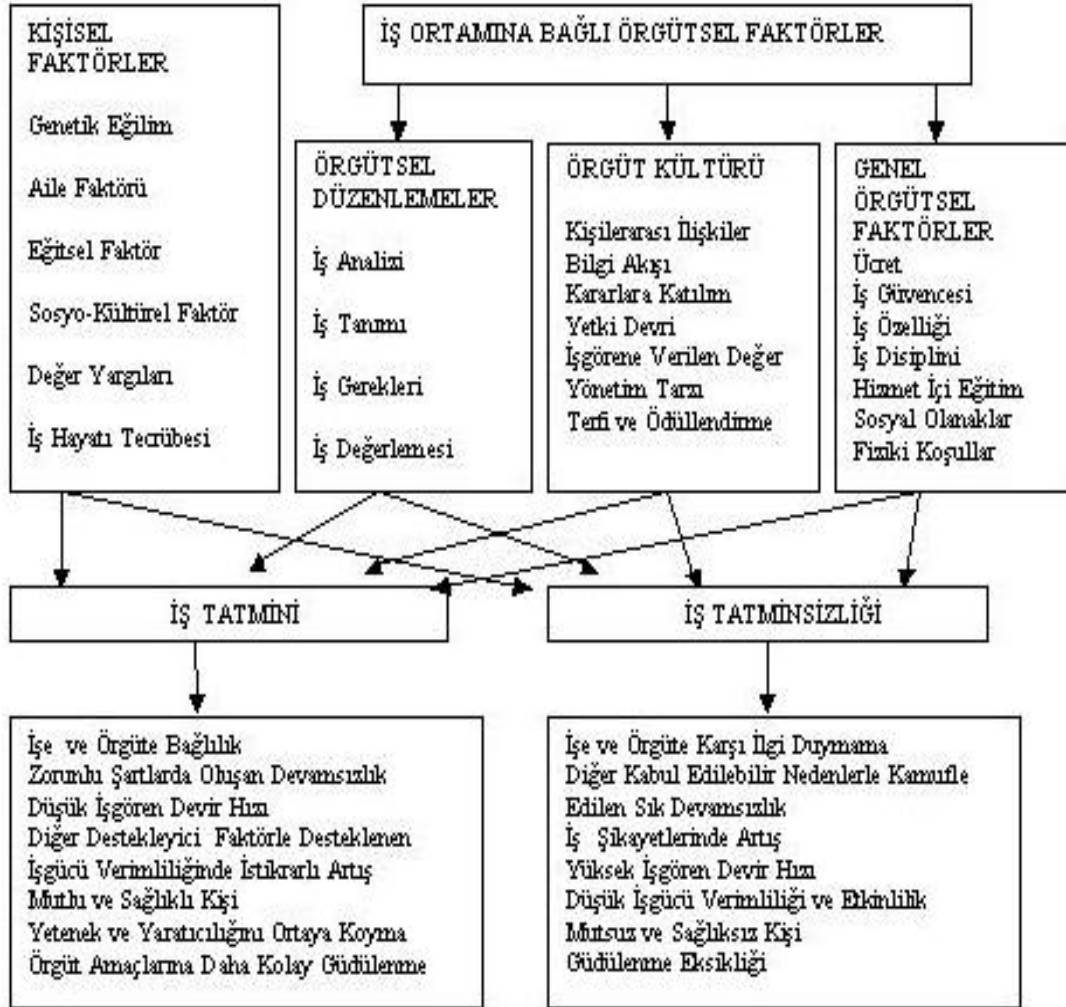 KİŞİSEL
FAKTÖRLER
Genetik Eğilim
Aile Faktörü
Eğitsel Faktör
Sosyo-Kültürel Faktör
Değer Yargıları
İş Hayatı Tecrübesi
İŞ ORTAMINA BAĞLI ÖRGÜTSEL FAKTÖRLER
ÖRGÜTSEL
DÜZENLEMELER
İş Analizi
İş Tanımı
İş Gerekleri
İş Değerlemesi
ÖRGÜT KÜLTÜRÜ
Kişilerarası İlişkiler
Bilgi Akışı
Kararlara Katılım
Yetki Devri
İşgörene Verilen Değer
Yönetim Tarzı
Terfi ve Ödüllendirme
GENEL
ÖRGÜTSEL
FAKTÖRLER
Ücret
İş Güvencesi
İş Özelliği
İş Disiplini
Hizmet İçi Eğitim
Sosyal Olanaklar
Fiziki Koşullar
İŞ TATMİNİ
İŞ TATMİNSİZLİĞİ
İşe ve Örgüte Bağlılık
Zorunlu Şartlarda Oluşan Devamsızlık
Düşük İşgören Devir Hızı
Diğer Destekleyici Faktörle Desteklenen
İşgücü Verimliliğinde İstikrarlı Artış
Mutlu ve Sağlıklı Kişi
Yetenek ve Yaratıcılığını Ortaya Koyma
Örgüt Amaçlarına Daha Kolay Güdülenme
İşe ve Örgüte Karşı İlgi Duymama
Diğer Kabul Edilebilir Nedenlerle Kamufle
Edilen Sık Devamsızlık
İş Şikayetlerinde Artış
Yüksek İşgören Devir Hızı
Düşük İşgücü Verimliliği ve Etkinlilik
Mutsuz ve Sağlıksız Kişi
Güdülenme Eksikliği